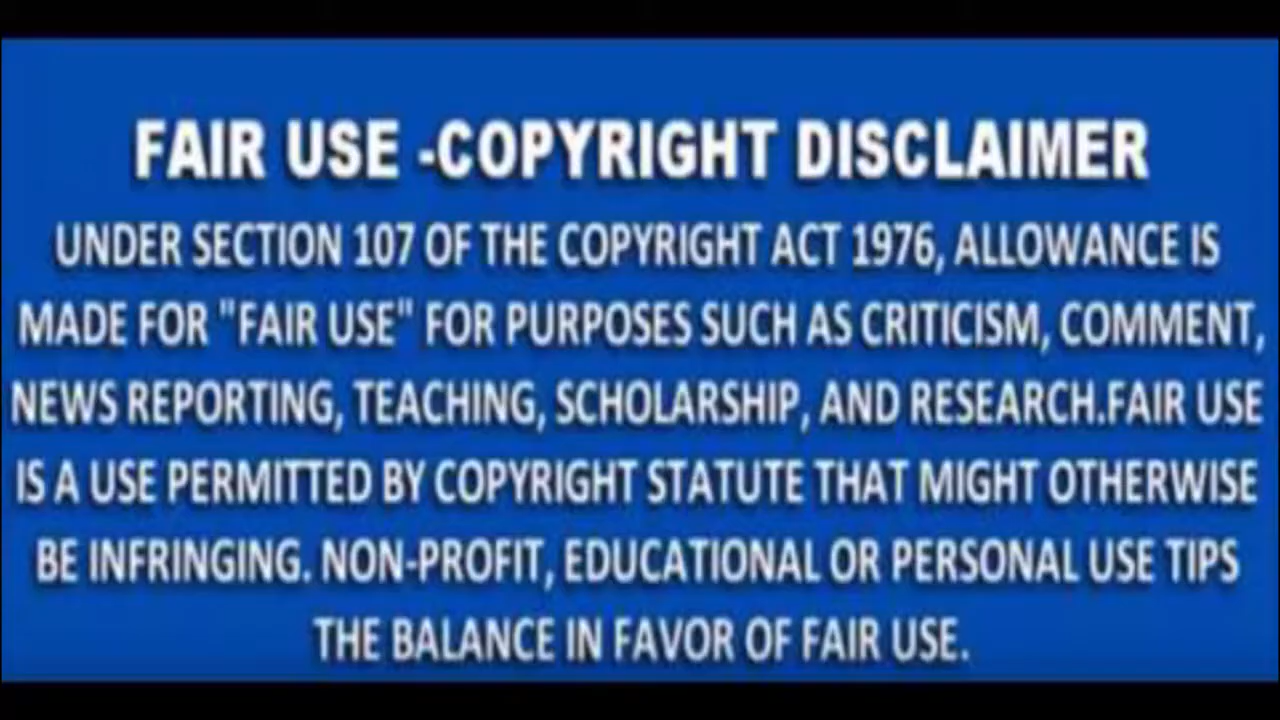 FAIR USE -COPYRIGHT DISCLAIMER
UNDER SECTION 107 OF THE COPYRIGHT ACT 1976, ALLOWANCE IS
MADE FOR "FAIR USE" FOR PURPOSES SUCH AS CRITICISM, COMMENT,
NEWS REPORTING, TEACHING, SCHOLARSHIP, AND RESEARCH.FAIR USE
IS A USE PERMITTED BY COPYRIGHT STATUTE THAT MIGHT OTHERWISE
BE INFRINGING. NON-PROFIT, EDUCATIONAL OR PERSONAL USE TIPS
THE BALANCE IN FAVOR OF FAIR USE.